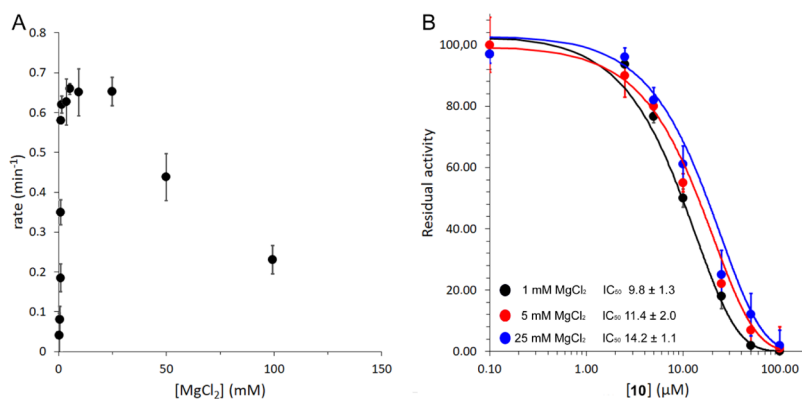 A
rate (min⁻¹)
0.8
0.7
0.6
0.5
0.4
0.3
0.2
0.1
0
0
50
100
150
[MgCl₂] (mM)
B
Residual activity
100,00
80.00
60.00
40.00
20.00
0.00
1 mM MgCl₂ IC₅₀ 9.8 ± 1.3
5 mM MgCl₂ IC₅₀ 11.4 ± 2.0
25 mM MgCl₂ IC₅₀ 14.2 ± 1.1
0.10
1.00
10.00
100.00
[10] (µM)